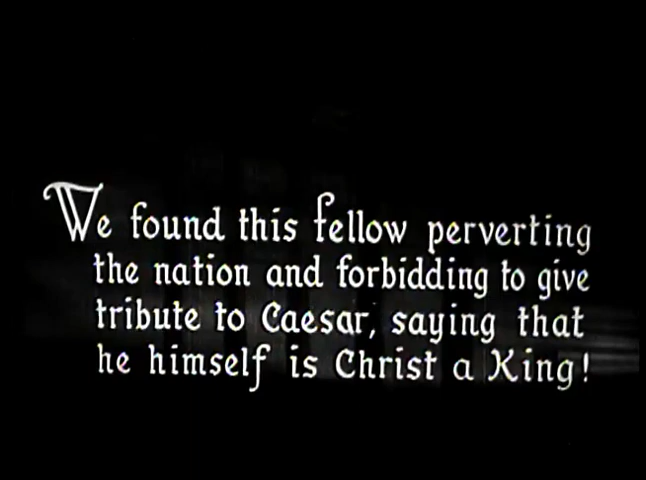 We found this fellow perverting
the nation and forbidding to give
tribute to Caesar, saying that
he himself is Christ a King!